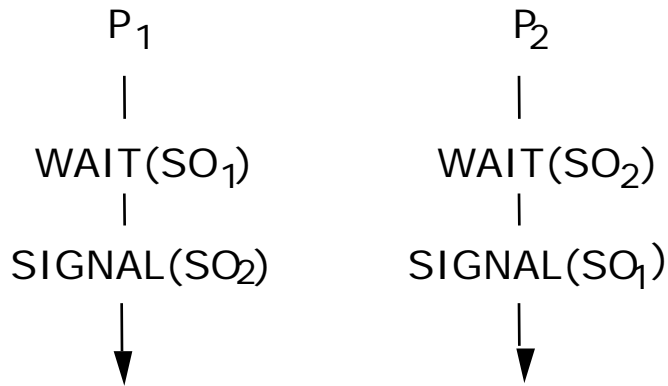 P₁ P₂
WAIT(SO₁) WAIT(SO₂)
SIGNAL(SO₂) SIGNAL(SO₁)